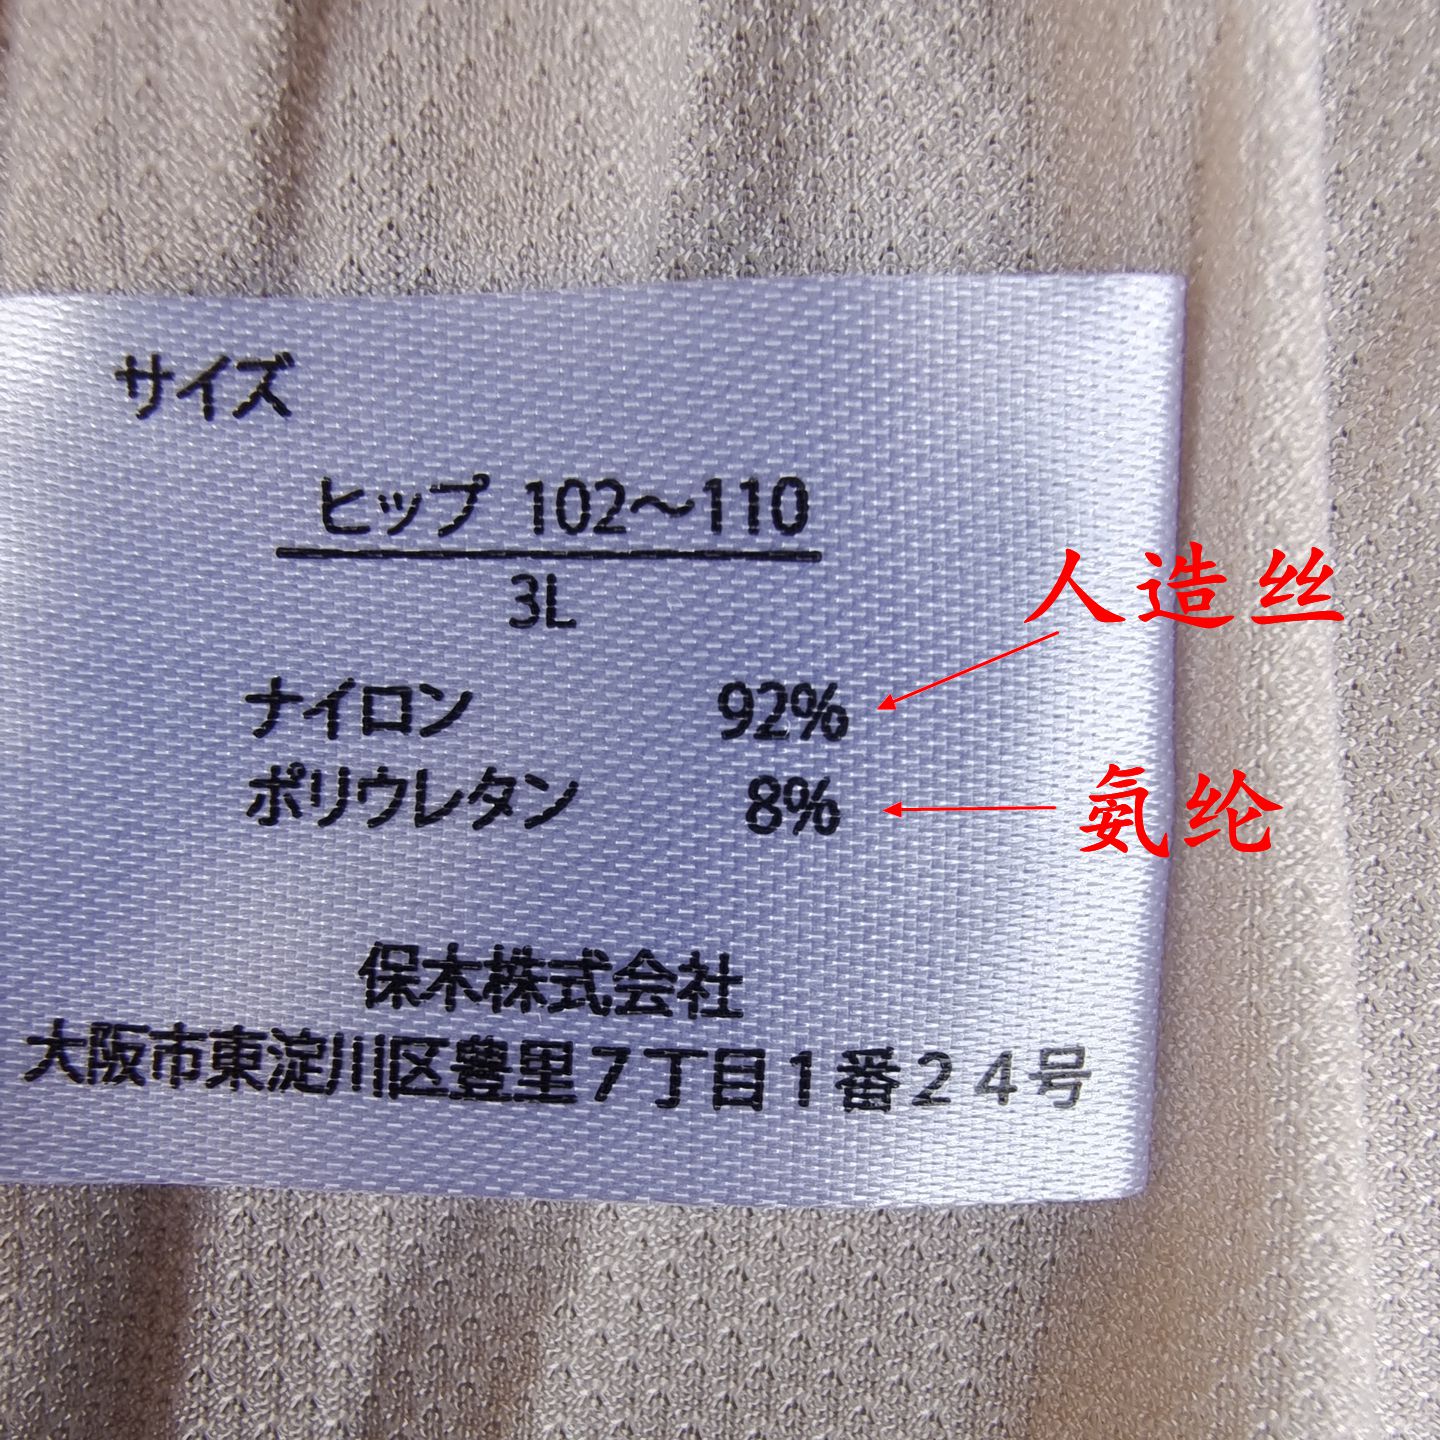 サイズ
ヒップ 102～110
3L
人造丝
ナイロン 92%
ポリウレタン 8%
氨纶
保木株式会社
大阪市東淀川区豊里7丁目1番24号